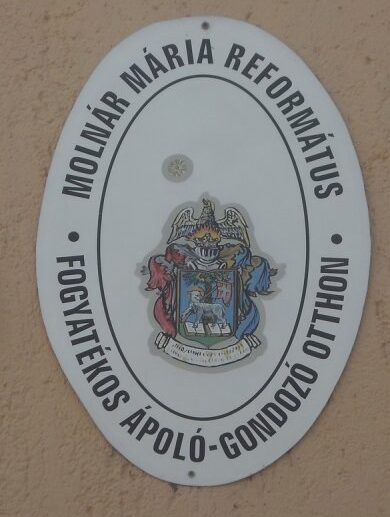 MOLNÁR MÁRIA REFORMÁTUS
• FOGYATÉKOS ÁPOLÓ-GONDOZÓ OTTHON •